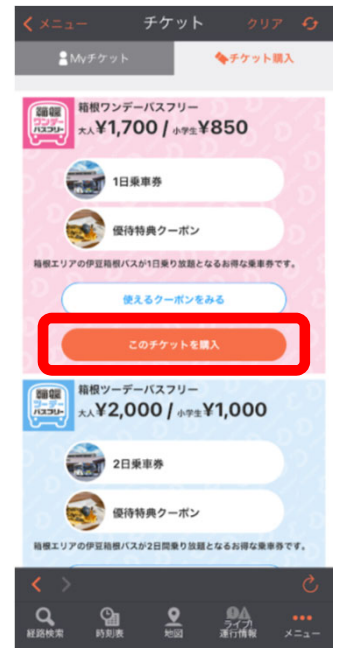 メニュー チケット クリア
Myチケット チケット購入
箱根ワンデーバスフリー
箱根
ワンデー
バスフリー
大人¥1,700 / 小学生¥850
1日乗車券
優待特典クーポン
箱根エリアの伊豆箱根バスが1日乗り放題となるお得な乗車券です。
使えるクーポンをみる
このチケットを購入
箱根ツーデーバスフリー
箱根
ツーデー
バスフリー
大人¥2,000 / 小学生¥1,000
2日乗車券
優待特典クーポン
箱根エリアの伊豆箱根バスが2日間乗り放題となるお得な乗車券です。
経路検索 時刻表 地図 ライブ!
運行情報 メニュー